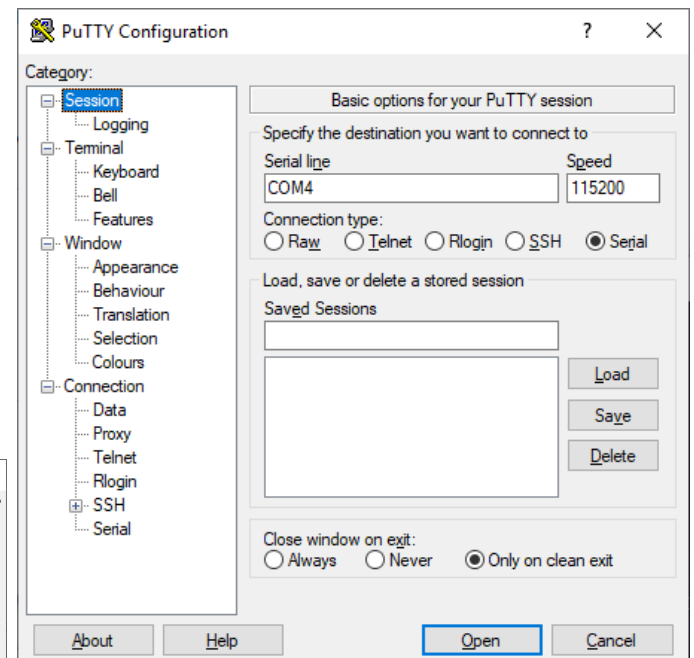 PuTTY Configuration ? ×
Category:
Session
Logging
Terminal
Keyboard
Bell
Features
Window
Appearance
Behaviour
Translation
Selection
Colours
Connection
Data
Proxy
Telnet
Rlogin
SSH
Serial
Basic options for your PuTTY session
Specify the destination you want to connect to
Serial line Speed
COM4 115200
Connection type:
Raw Telnet Rlogin SSH Serial
Load, save or delete a stored session
Saved Sessions
Load
Save
Delete
Close window on exit:
Always Never Only on clean exit
About Help Open Cancel